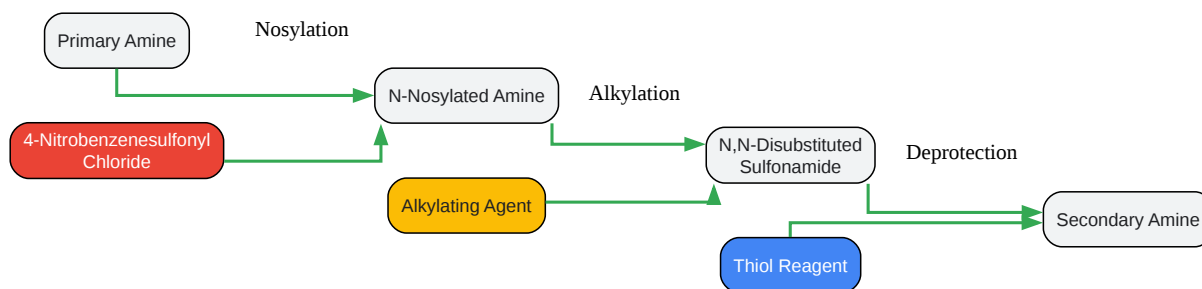 Primary Amine
Nosylation
4-Nitrobenzenesulfonyl
Chloride
N-Nosylated Amine
Alkylation
Alkylating Agent
N,N-Disubstituted
Sulfonamide
Deprotection
Thiol Reagent
Secondary Amine